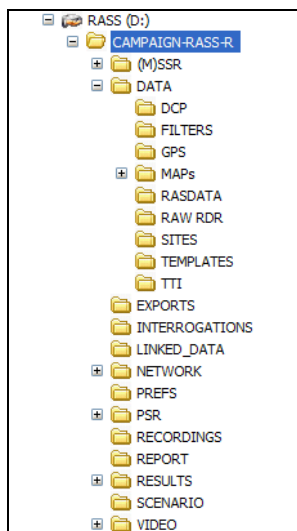 RASS (D:)
CAMPAIGN-RASS-R
(M)SSR
DATA
DCP
FILTERS
GPS
MAPs
RASDATA
RAW RDR
SITES
TEMPLATES
TTI
EXPORTS
INTERROGATIONS
LINKED_DATA
NETWORK
PREFS
PSR
RECORDINGS
REPORT
RESULTS
SCENARIO
VIDEO